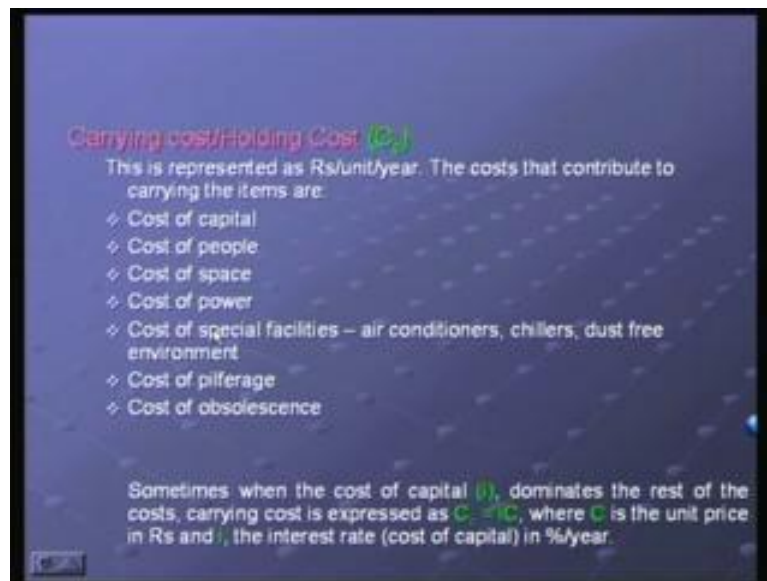 Carrying cost/Holding Cost (Cc)
This is represented as Rs/unit/year. The costs that contribute to
carrying the items are:
Cost of capital
Cost of people
Cost of space
Cost of power
Cost of special facilities – air conditioners, chillers, dust free
environment
Cost of pilferage
Cost of obsolescence
Sometimes when the cost of capital (i), dominates the rest of the
costs, carrying cost is expressed as Cc = iC, where C is the unit price
in Rs and i, the interest rate (cost of capital) in %/year.